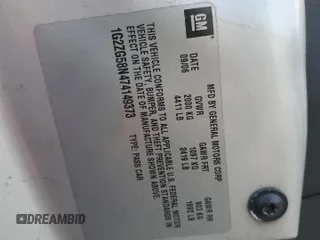 GM
MFG BY GENERAL MOTORS CORP
DATE GVWR GAWR FRT GAWR RR
09/06 2000 KG 1097 KG 903 KG
4411 LB 2419 LB 1992 LB
THIS VEHICLE CONFORMS TO ALL APPLICABLE U.S. FEDERAL MOTOR
VEHICLE SAFETY, BUMPER, AND THEFT PREVENTION STANDARDS IN
EFFECT ON THE DATE OF MANUFACTURE SHOWN ABOVE.
1G2ZG58N474149373 TYPE: PASS CAR
DREAMBID